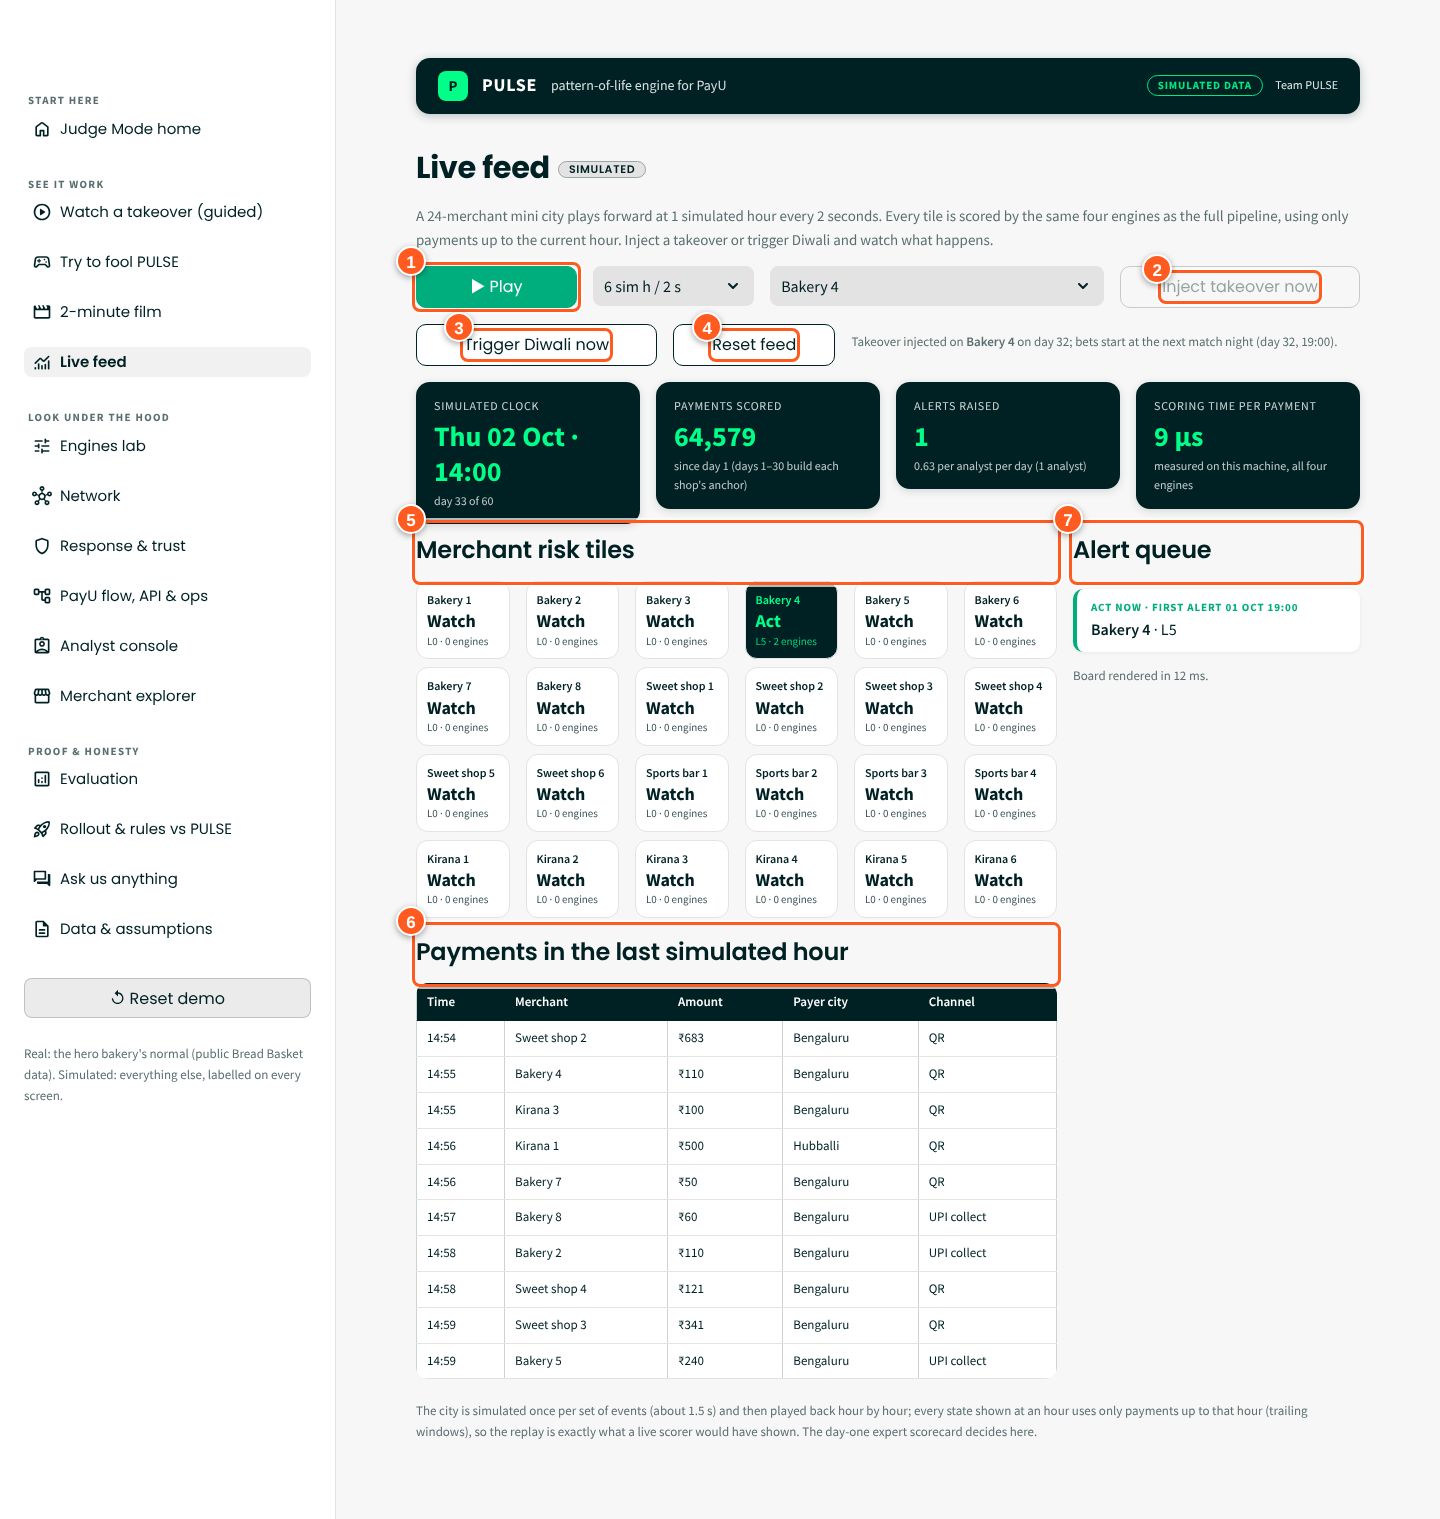 START HERE
Judge Mode home
SEE IT WORK
Watch a takeover (guided)
Try to fool PULSE
2-minute film
Live feed
LOOK UNDER THE HOOD
Engines lab
Network
Response & trust
PayU flow, API & ops
Analyst console
Merchant explorer
PROOF & HONESTY
Evaluation
Rollout & rules vs PULSE
Ask us anything
Data & assumptions
Reset demo
Real: the hero bakery's normal (public Bread Basket
data). Simulated: everything else, labelled on every
screen.
P PULSE pattern-of-life engine for PayU SIMULATED DATA Team PULSE
Live feed SIMULATED
A 24-merchant mini city plays forward at 1 simulated hour every 2 seconds. Every tile is scored by the same four engines as the full pipeline, using only
payments up to the current hour. Inject a takeover or trigger Diwali and watch what happens.
1 2
Play 6 sim h / 2 s Bakery 4 Inject takeover now
3 4
Trigger Diwali now Reset feed Takeover injected on Bakery 4 on day 32; bets start at the next match night (day 32, 19:00).
SIMULATED CLOCK
Thu 02 Oct ·
14:00
day 33 of 60
PAYMENTS SCORED
64,579
since day 1 (days 1–30 build each
shop's anchor)
ALERTS RAISED
1
0.63 per analyst per day (1 analyst)
SCORING TIME PER PAYMENT
9 µs
measured on this machine, all four
engines
5 7
Merchant risk tiles
Bakery 1 Bakery 2 Bakery 3 Bakery 4 Bakery 5 Bakery 6
Watch Watch Watch Act Watch Watch
L0 · 0 engines L0 · 0 engines L0 · 0 engines L5 · 2 engines L0 · 0 engines L0 · 0 engines
Bakery 7 Bakery 8 Sweet shop 1 Sweet shop 2 Sweet shop 3 Sweet shop 4
Watch Watch Watch Watch Watch Watch
L0 · 0 engines L0 · 0 engines L0 · 0 engines L0 · 0 engines L0 · 0 engines L0 · 0 engines
Sweet shop 5 Sweet shop 6 Sports bar 1 Sports bar 2 Sports bar 3 Sports bar 4
Watch Watch Watch Watch Watch Watch
L0 · 0 engines L0 · 0 engines L0 · 0 engines L0 · 0 engines L0 · 0 engines L0 · 0 engines
Kirana 1 Kirana 2 Kirana 3 Kirana 4 Kirana 5 Kirana 6
Watch Watch Watch Watch Watch Watch
L0 · 0 engines L0 · 0 engines L0 · 0 engines L0 · 0 engines L0 · 0 engines L0 · 0 engines
Alert queue
ACT NOW · FIRST ALERT 01 OCT 19:00
Bakery 4 · L5
Board rendered in 12 ms.
6
Payments in the last simulated hour
Time Merchant Amount Payer city Channel
14:54 Sweet shop 2 ₹683 Bengaluru QR
14:55 Bakery 4 ₹110 Bengaluru QR
14:55 Kirana 3 ₹100 Bengaluru QR
14:56 Kirana 1 ₹500 Hubballi QR
14:56 Bakery 7 ₹50 Bengaluru QR
14:57 Bakery 8 ₹60 Bengaluru UPI collect
14:58 Bakery 2 ₹110 Bengaluru UPI collect
14:58 Sweet shop 4 ₹121 Bengaluru QR
14:59 Sweet shop 3 ₹341 Bengaluru QR
14:59 Bakery 5 ₹240 Bengaluru UPI collect
The city is simulated once per set of events (about 1.5 s) and then played back hour by hour; every state shown at an hour uses only payments up to that hour (trailing
windows), so the replay is exactly what a live scorer would have shown. The day-one expert scorecard decides here.